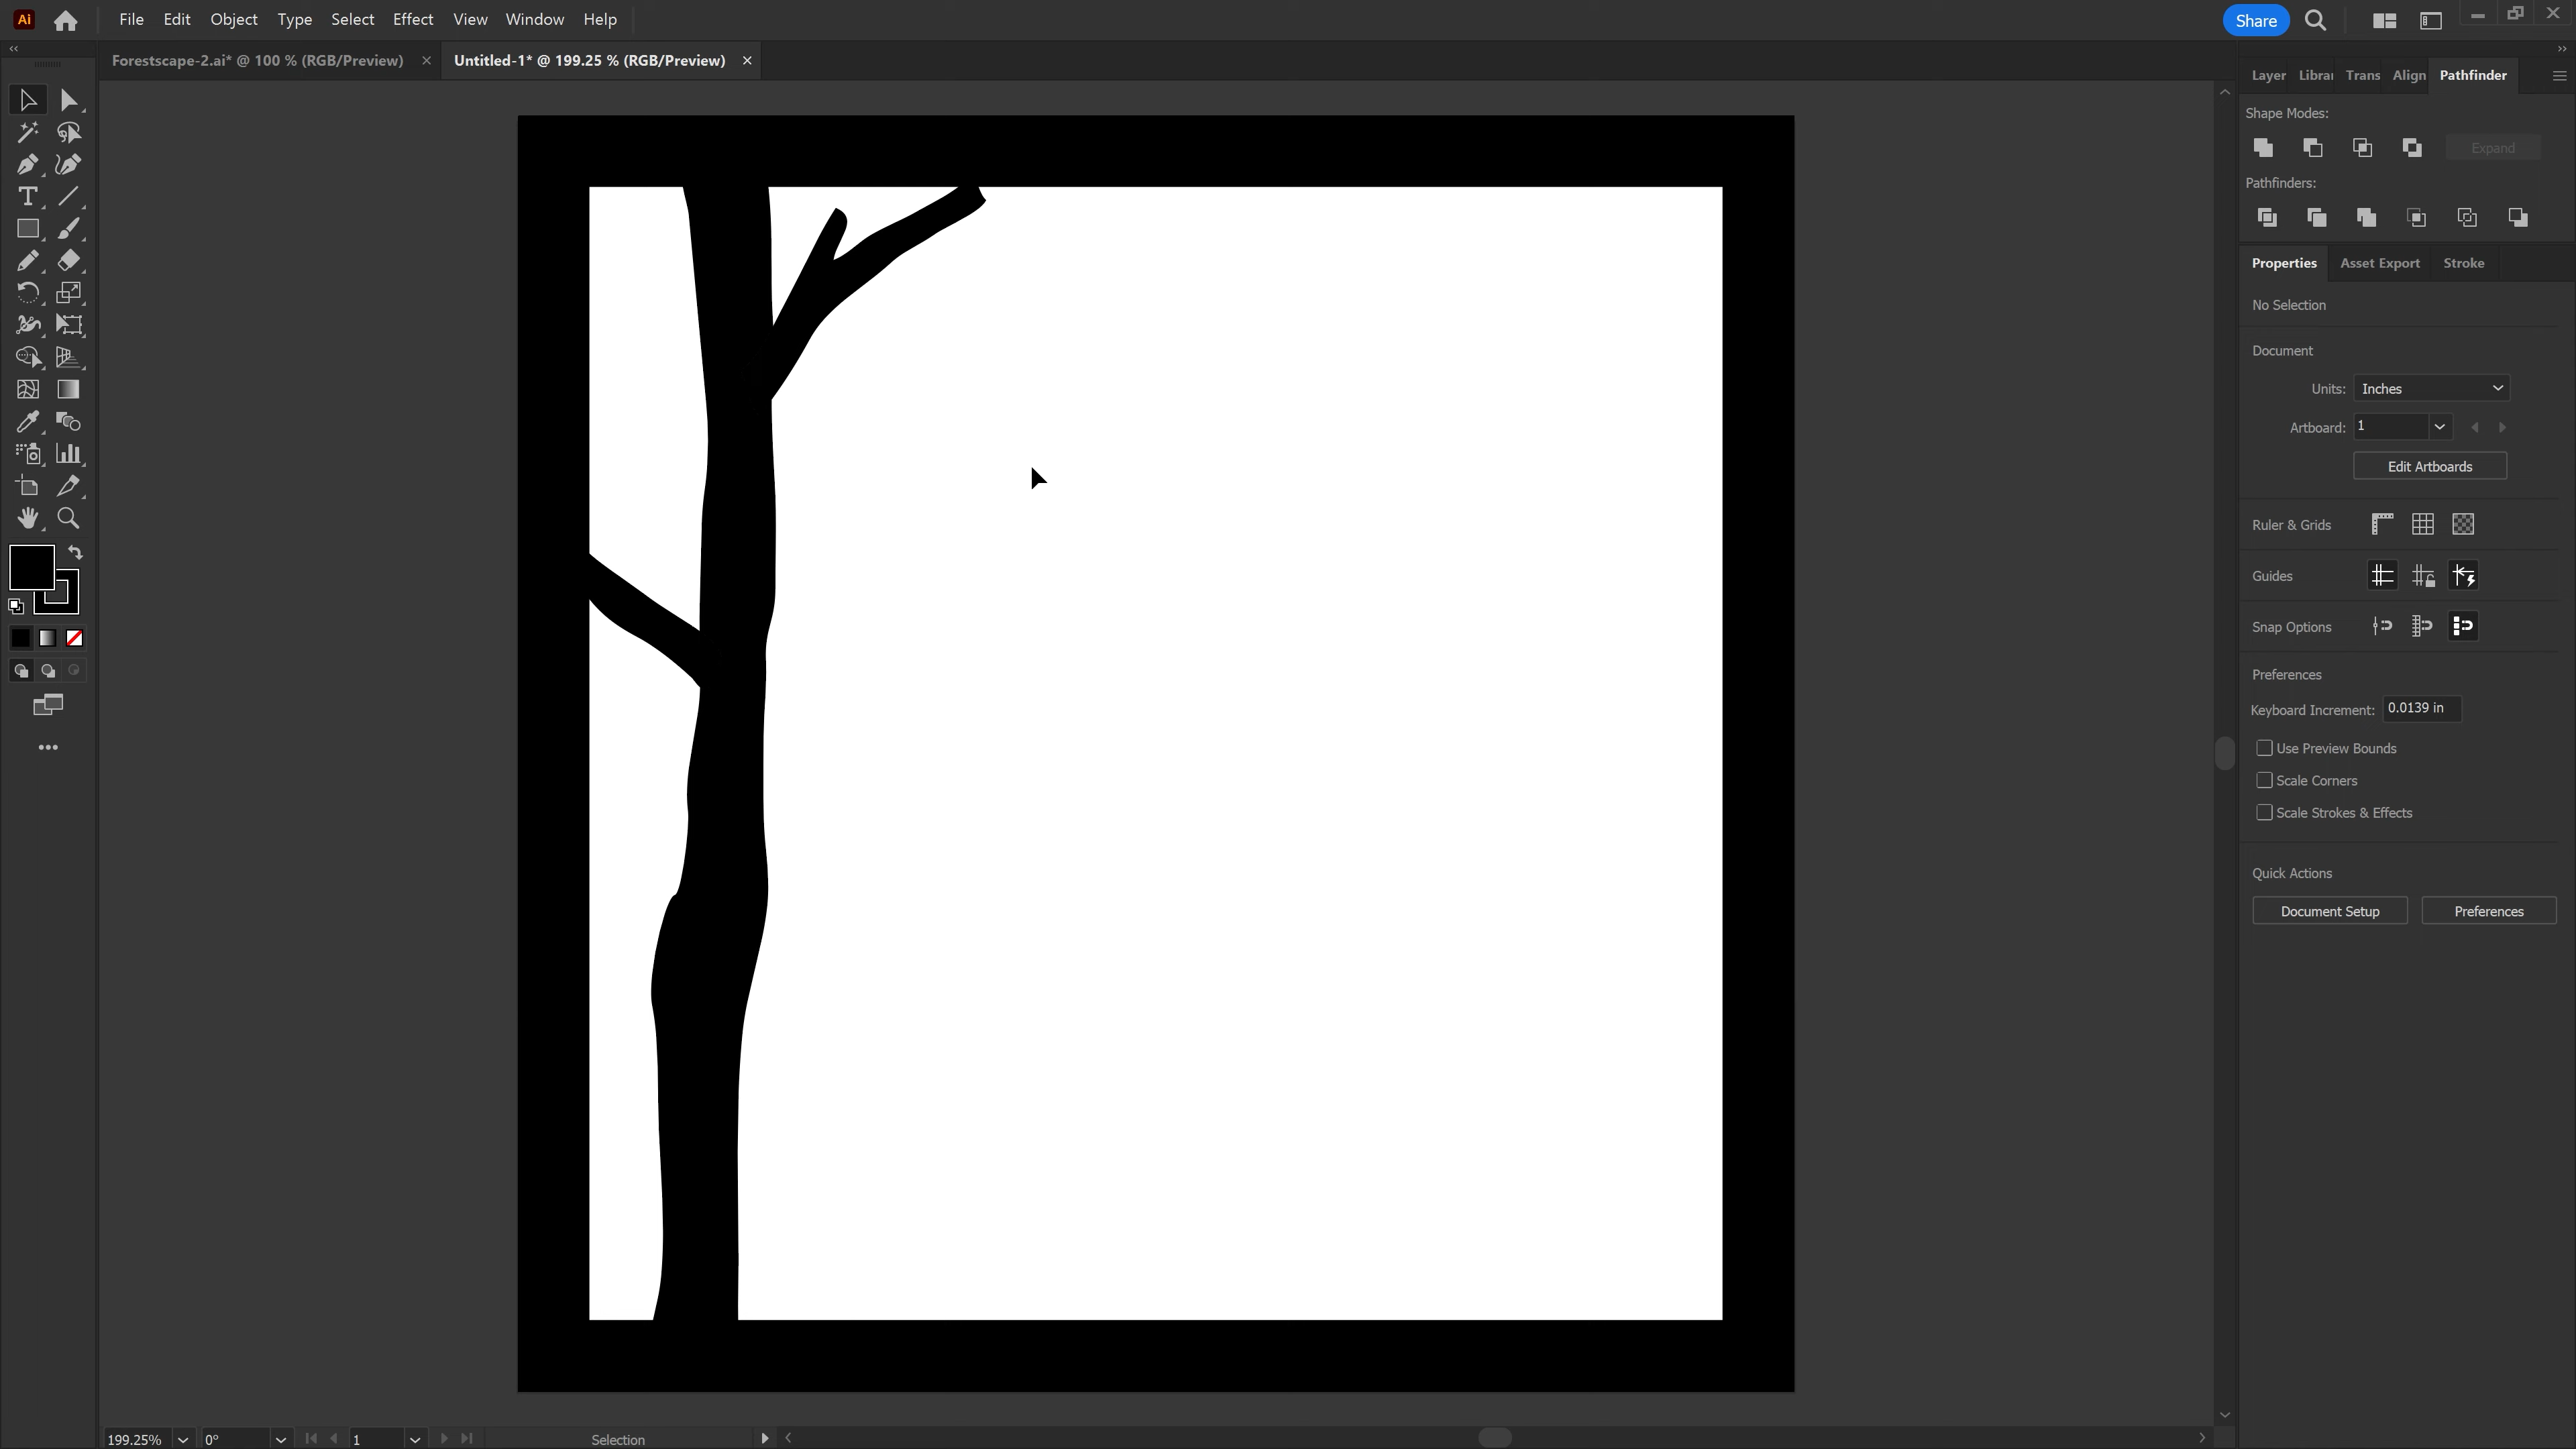 Ai File Edit Object Type Select Effect View Window Help Share
Forestscape-2.ai* @ 100 % (RGB/Preview) Untitled-1* @ 199.25 % (RGB/Preview)
Layer Librar Trans Align Pathfinder
Shape Modes:
Expand
Pathfinders:
Properties Asset Export Stroke
No Selection
Document
Units: Inches
Artboard: 1
Edit Artboards
Ruler & Grids
Guides
Snap Options
Preferences
Keyboard Increment: 0.0139 in
Use Preview Bounds
Scale Corners
Scale Strokes & Effects
Quick Actions
Document Setup Preferences
199.25% 0° 1 Selection